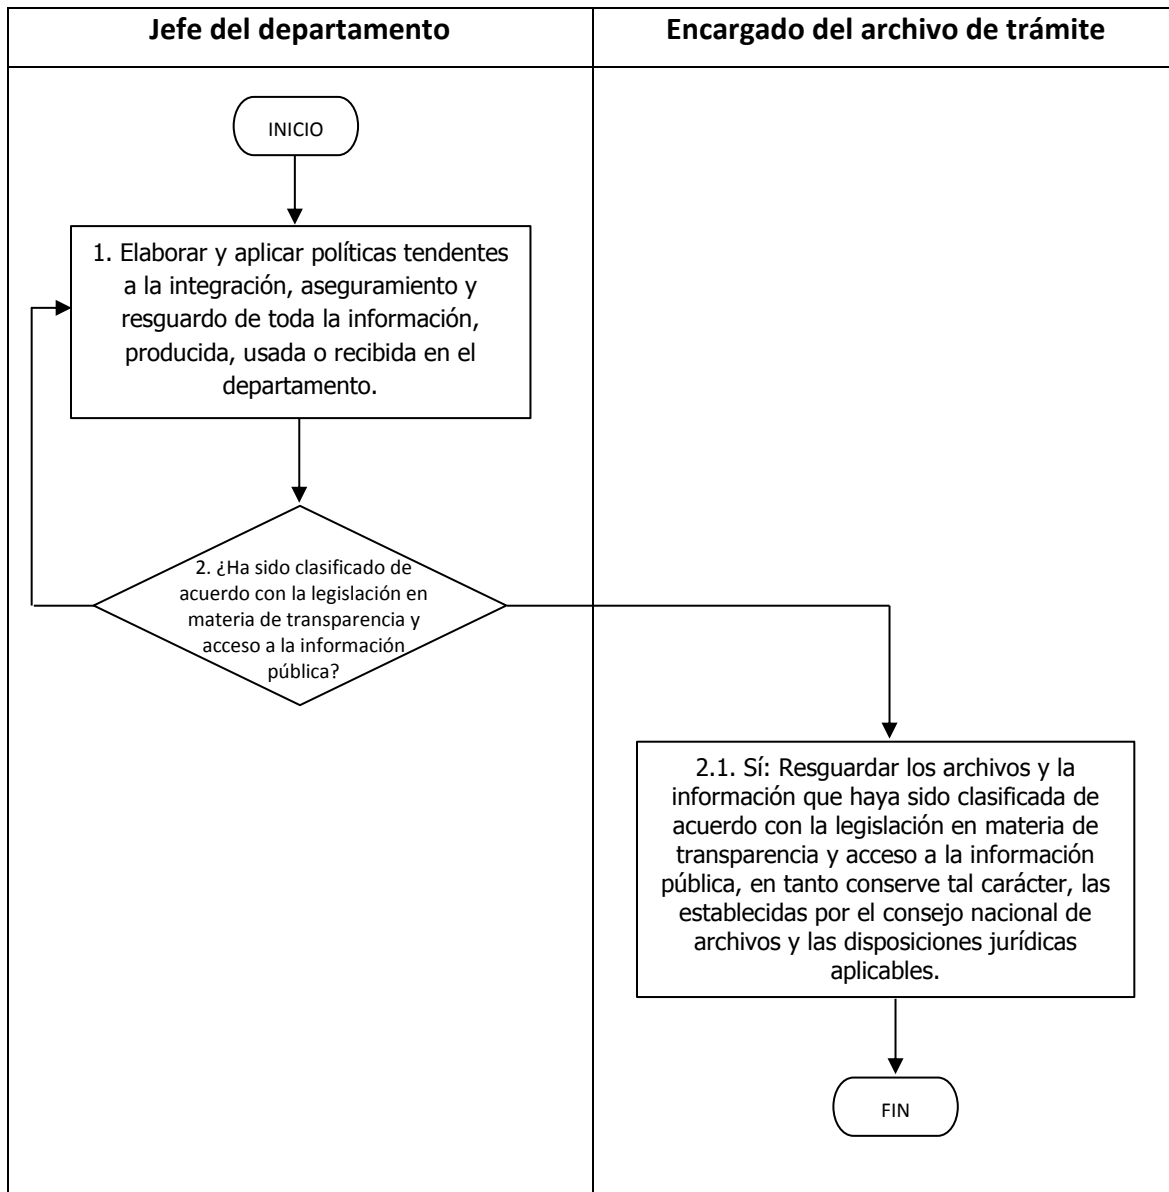 Jefe del departamento
Encargado del archivo de trámite
INICIO
1. Elaborar y aplicar políticas tendentes
a la integración, aseguramiento y
resguardo de toda la información,
producida, usada o recibida en el
departamento.
2. ¿Ha sido clasificado de
acuerdo con la legislación en
materia de transparencia y
acceso a la información
pública?
2.1. Sí: Resguardar los archivos y la
información que haya sido clasificada de
acuerdo con la legislación en materia de
transparencia y acceso a la información
pública, en tanto conserve tal carácter, las
establecidas por el consejo nacional de
archivos y las disposiciones jurídicas
aplicables.
FIN